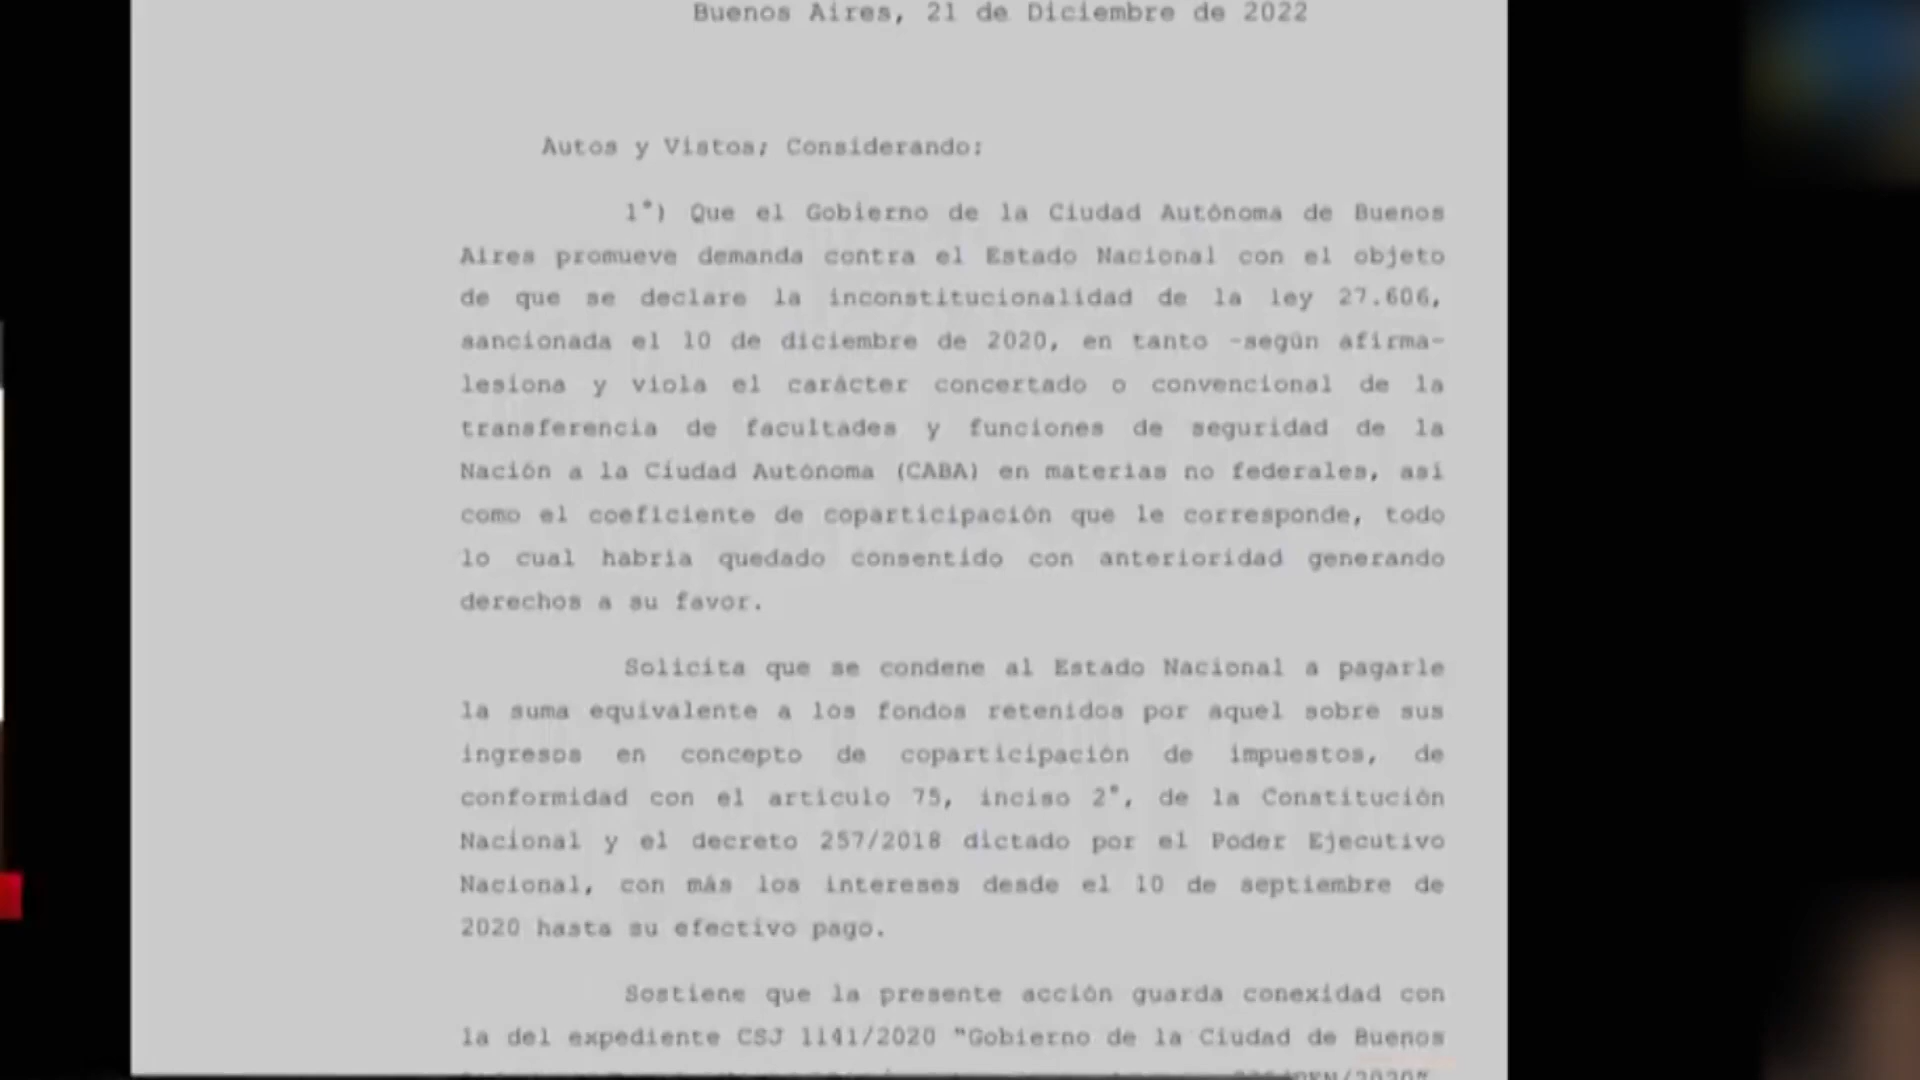 Buenos Aires, 21 de Diciembre de 2022
Autos y Vistos; Considerando:
1°) Que el Gobierno de la Ciudad Autónoma de Buenos
Aires promueve demanda contra el Estado Nacional con el objeto
de que se declare la inconstitucionalidad de la ley 27.606,
sancionada el 10 de diciembre de 2020, en tanto -según afirma-
lesiona y viola el carácter concertado o convencional de la
transferencia de facultades y funciones de seguridad de la
Nación a la Ciudad Autónoma (CABA) en materias no federales, así
como el coeficiente de coparticipación que le corresponde, todo
lo cual habría quedado consentido con anterioridad generando
derechos a su favor.
Solicita que se condene al Estado Nacional a pagarle
la suma equivalente a los fondos retenidos por aquel sobre sus
ingresos en concepto de coparticipación de impuestos, de
conformidad con el artículo 75, inciso 2°, de la Constitución
Nacional y el decreto 257/2018 dictado por el Poder Ejecutivo
Nacional, con más los intereses desde el 10 de septiembre de
2020 hasta su efectivo pago.
Sostiene que la presente acción guarda conexidad con
la del expediente CSJ 1141/2020 "Gobierno de la Ciudad de Buenos